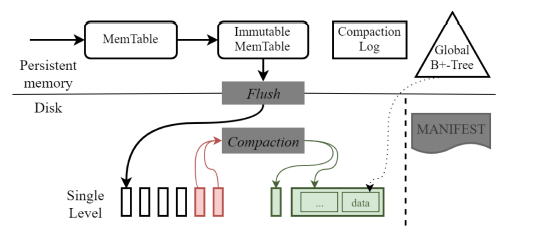 MemTable
Immutable
MemTable
Compaction
Log
Global
B+-Tree
Persistent
memory
Flush
Disk
MANIFEST
Compaction
Single
Level
...
data